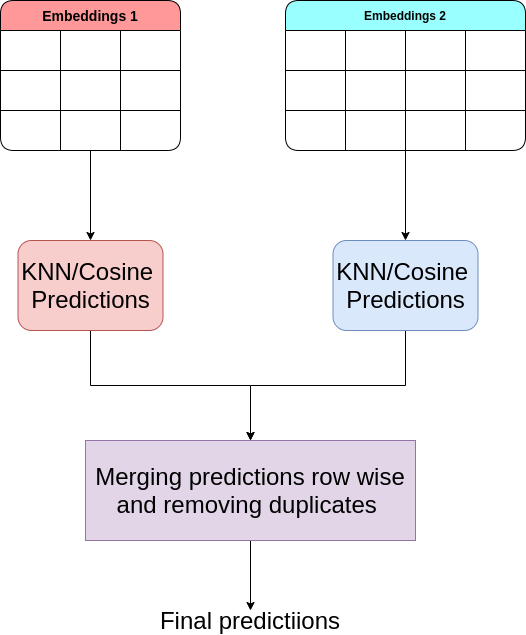 Embeddings 1
Embeddings 2
KNN/Cosine
Predictions
KNN/Cosine
Predictions
Merging predictions row wise
and removing duplicates
Final predictiions